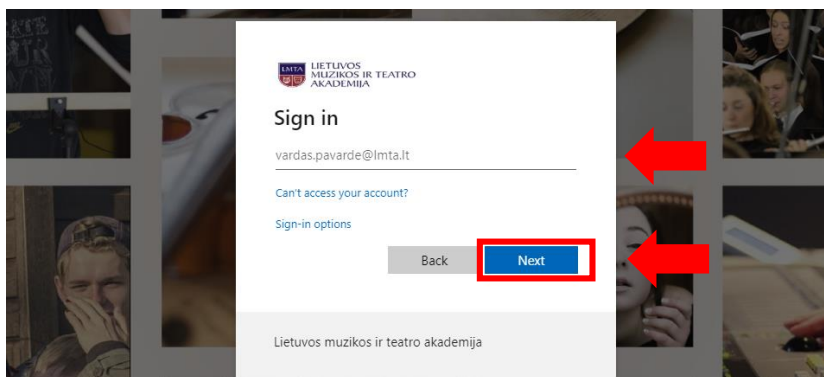 LMTA
LIETUVOS
MUZIKOS IR TEATRO
AKADEMIJA
Sign in
vardas.pavarde@lmta.lt
Can't access your account?
Sign-in options
Back
Next
Lietuvos muzikos ir teatro akademija